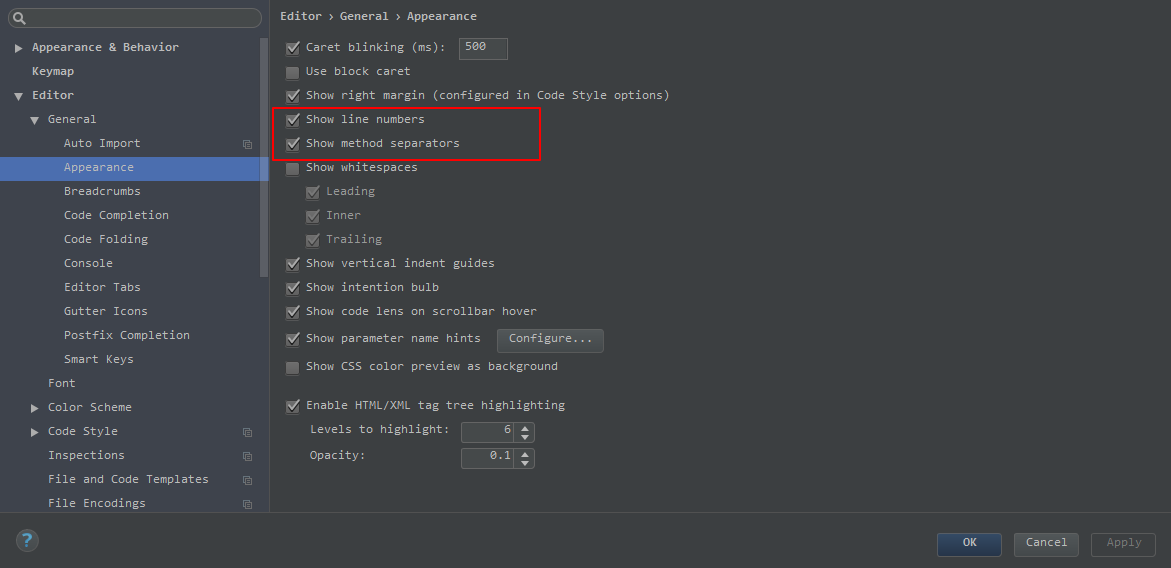 Appearance & Behavior
Keymap
Editor
General
Auto Import
Appearance
Breadcrumbs
Code Completion
Code Folding
Console
Editor Tabs
Gutter Icons
Postfix Completion
Smart Keys
Font
Color Scheme
Code Style
Inspections
File and Code Templates
File Encodings
Editor › General › Appearance
Caret blinking (ms): 500
Use block caret
Show right margin (configured in Code Style options)
Show line numbers
Show method separators
Show whitespaces
Leading
Inner
Trailing
Show vertical indent guides
Show intention bulb
Show code lens on scrollbar hover
Show parameter name hints Configure...
Show CSS color preview as background
Enable HTML/XML tag tree highlighting
Levels to highlight: 6
Opacity: 0.1
? OK Cancel Apply